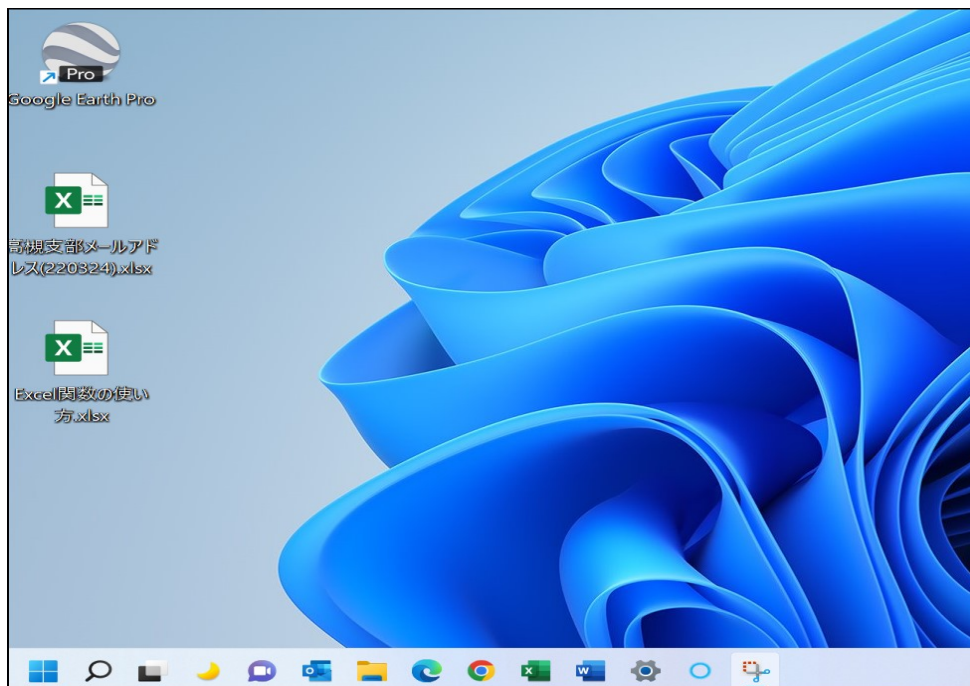 Pro
Google Earth Pro
高槻支部メールアド
レス(220324).xlsx
Excel関数の使い
方.xlsx